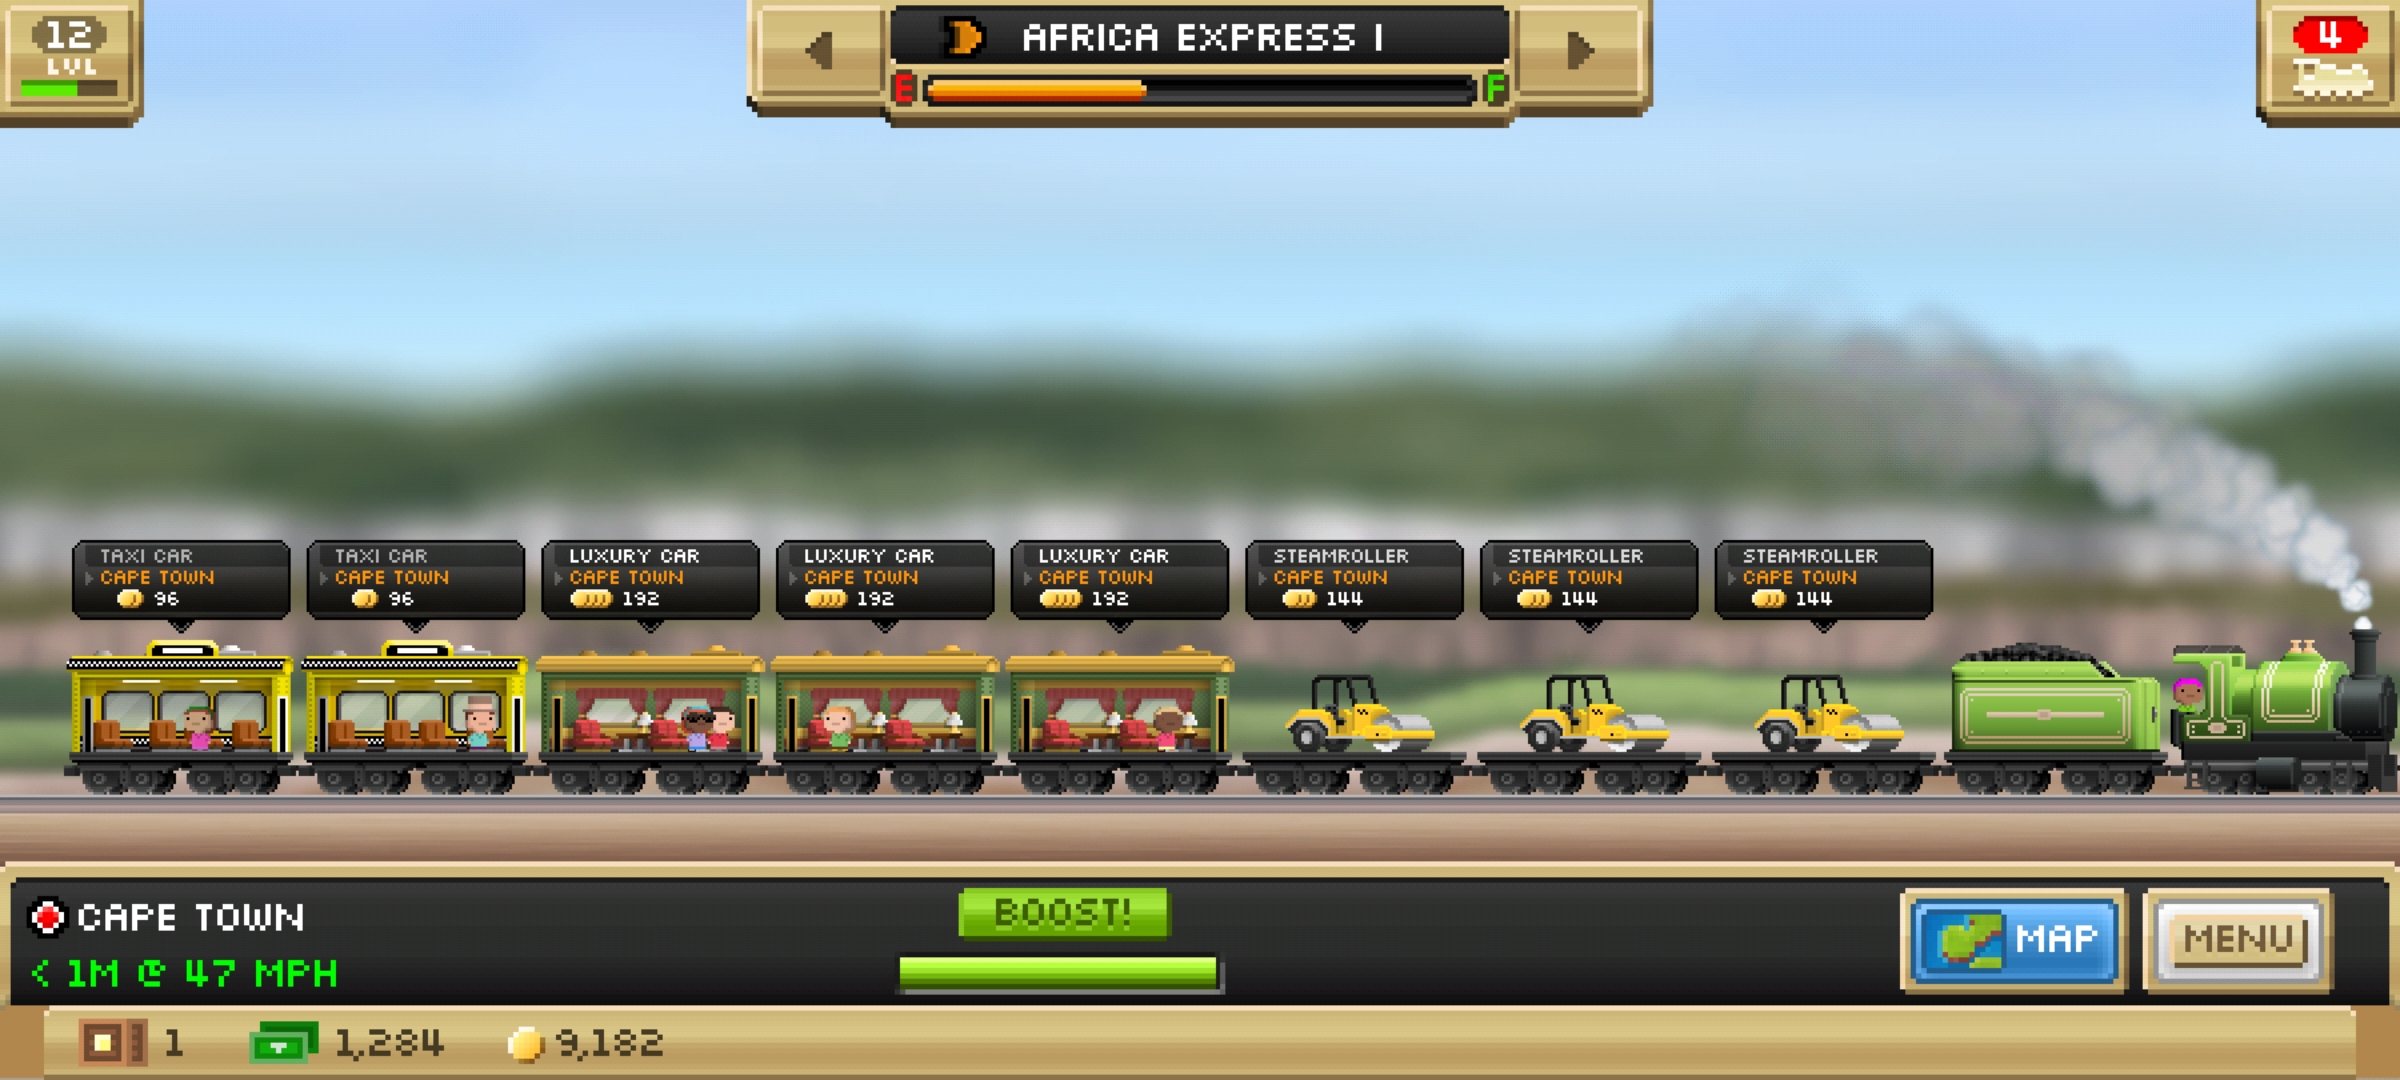 12
LVL
AFRICA EXPRESS I
E F
4
TAXI CAR
CAPE TOWN
96
TAXI CAR
CAPE TOWN
96
LUXURY CAR
CAPE TOWN
192
LUXURY CAR
CAPE TOWN
192
LUXURY CAR
CAPE TOWN
192
STEAMROLLER
CAPE TOWN
144
STEAMROLLER
CAPE TOWN
144
STEAMROLLER
CAPE TOWN
144
CAPE TOWN
< 1M @ 47 MPH
BOOST!
MAP
MENU
1
1,284
9,182